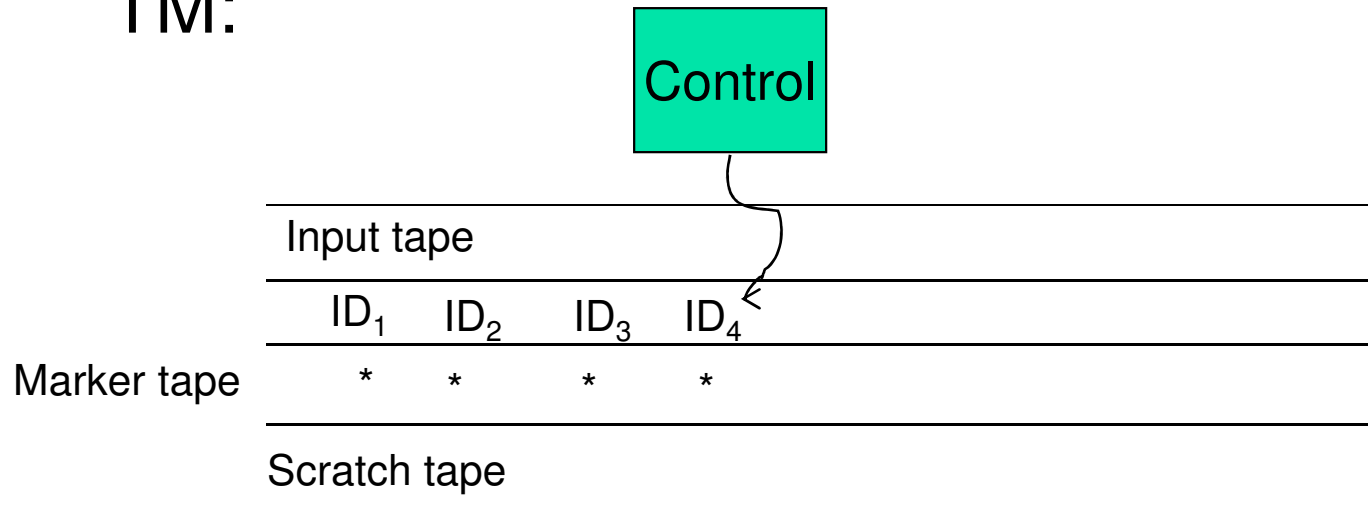 TM:
Control
Input tape
ID₁ ID₂ ID₃ ID₄
Marker tape * * * *
Scratch tape